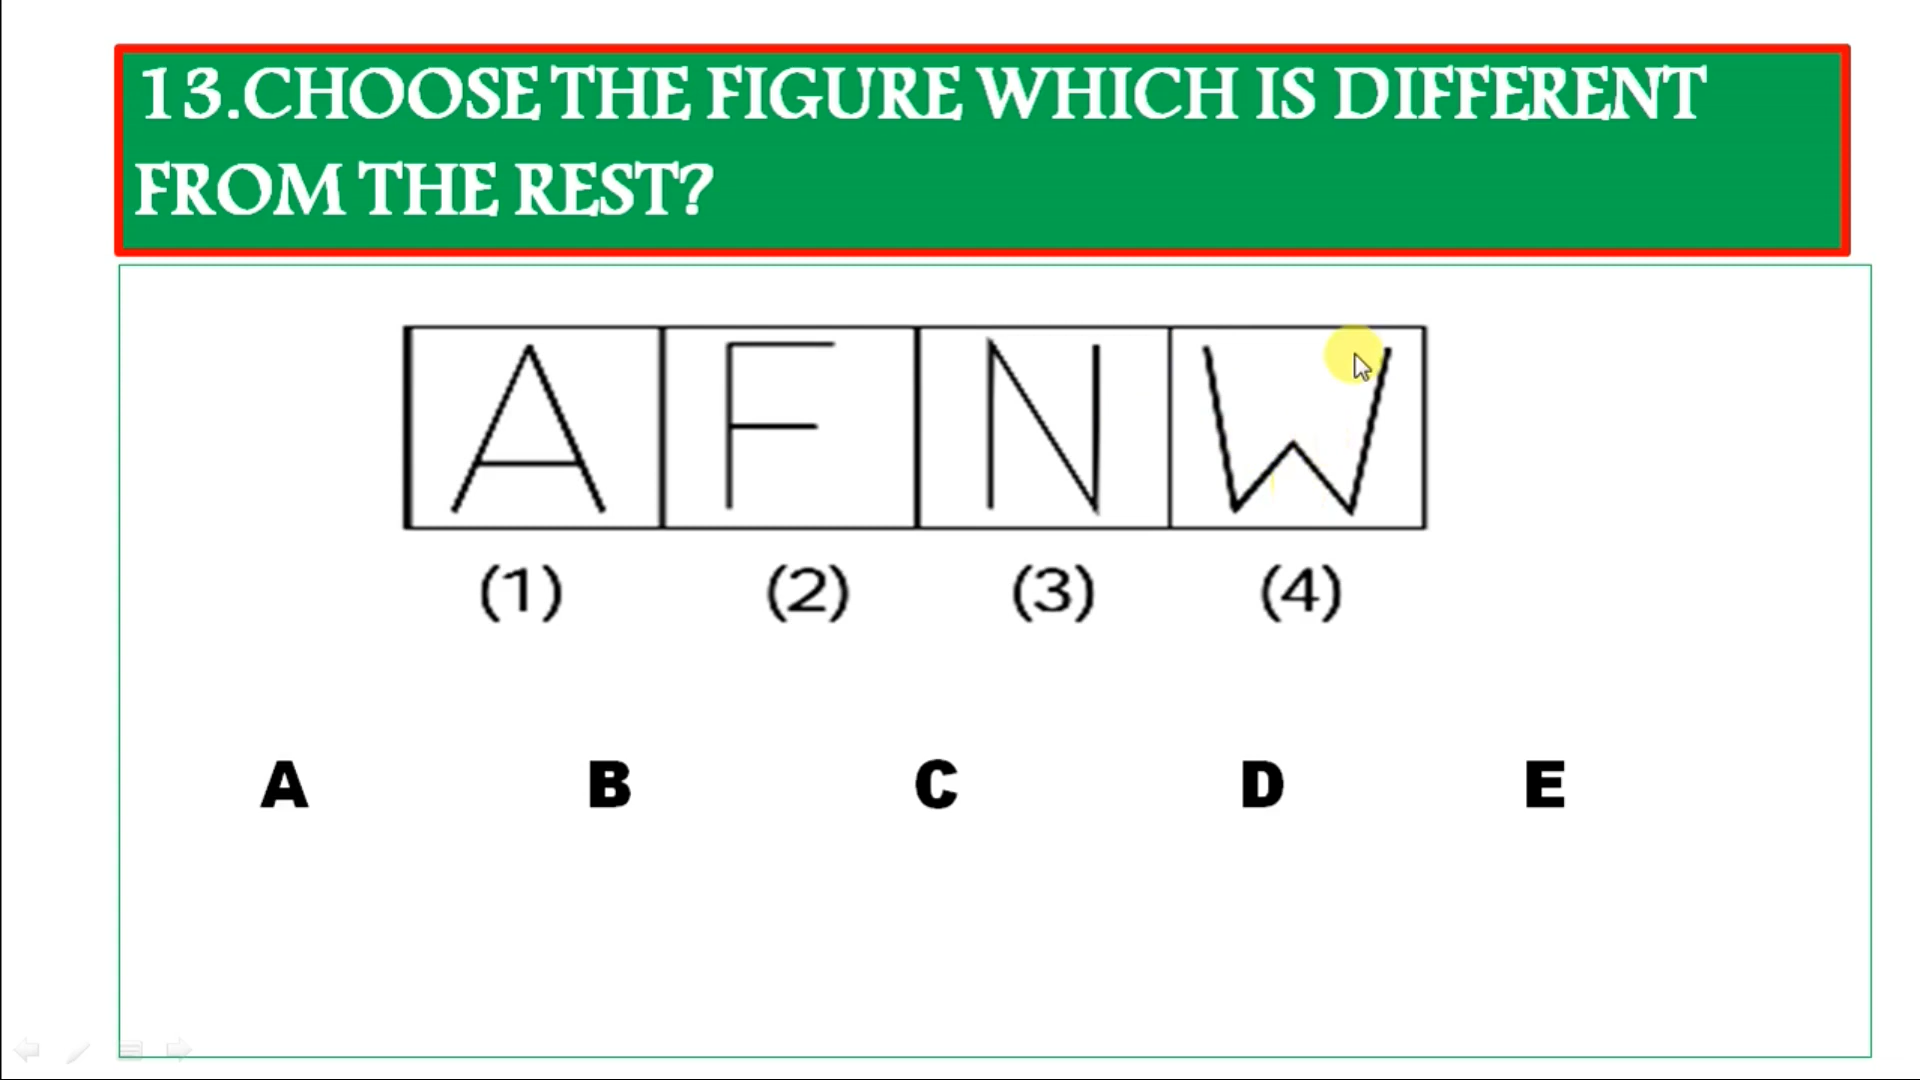 13.CHOOSE THE FIGURE WHICH IS DIFFERENT
FROM THE REST?
A F N W
(1) (2) (3) (4)
A B C D E